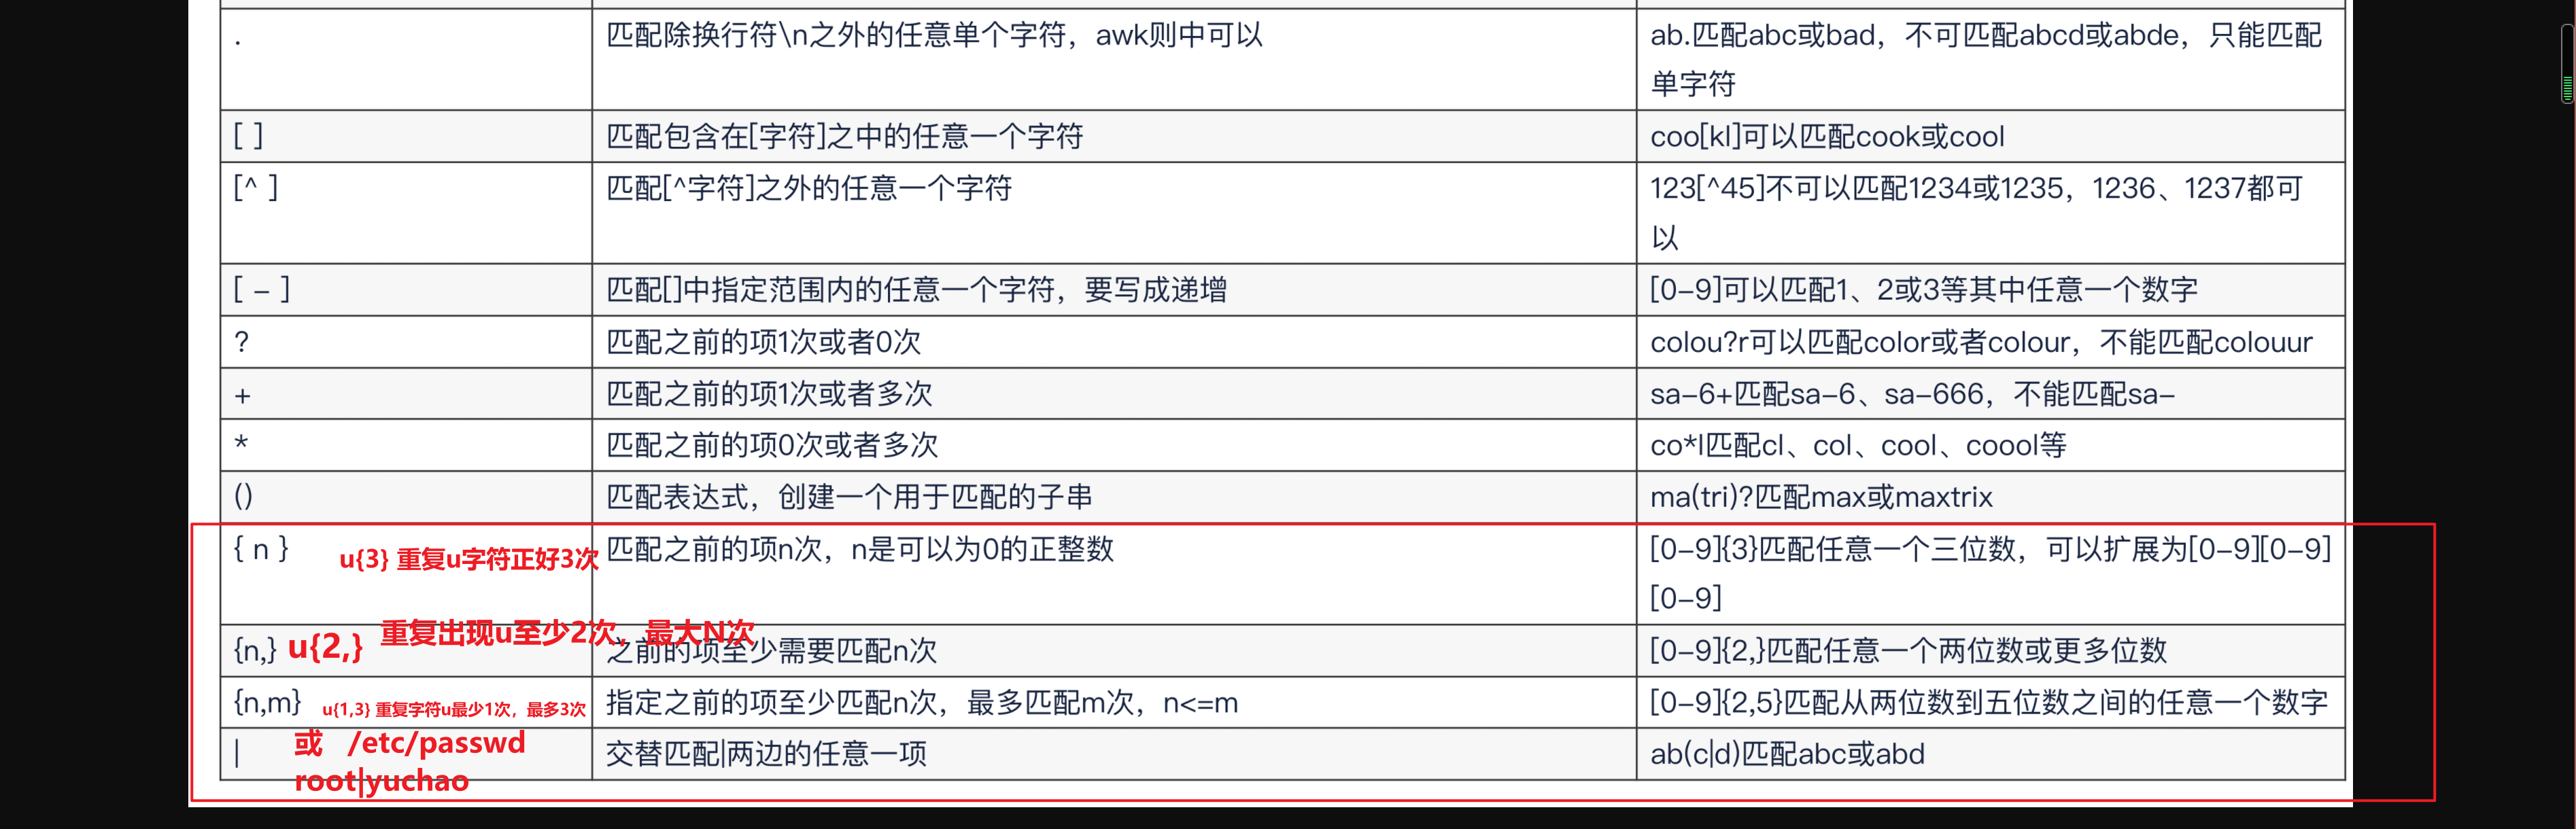 .
匹配除换行符\n之外的任意单个字符，awk则中可以
ab.匹配abc或bad，不可匹配abcd或abde，只能匹配
单字符
[ ]
匹配包含在[字符]之中的任意一个字符
coo[kl]可以匹配cook或cool
[^ ]
匹配[^字符]之外的任意一个字符
123[^45]不可以匹配1234或1235，1236、1237都可
以
[ – ]
匹配[]中指定范围内的任意一个字符，要写成递增
[0–9]可以匹配1、2或3等其中任意一个数字
?
匹配之前的项1次或者0次
colou?r可以匹配color或者colour，不能匹配colouur
+
匹配之前的项1次或者多次
sa–6+匹配sa–6、sa–666，不能匹配sa–
*
匹配之前的项0次或者多次
co*l匹配cl、col、cool、coool等
()
匹配表达式，创建一个用于匹配的子串
ma(tri)?匹配max或maxtrix
{ n }
u{3} 重复u字符正好3次
匹配之前的项n次，n是可以为0的正整数
[0–9]{3}匹配任意一个三位数，可以扩展为[0–9][0–9]
[0–9]
{n,}
u{2,}
重复出现u至少2次，最大N次
之前的项至少需要匹配n次
[0–9]{2,}匹配任意一个两位数或更多位数
{n,m}
u{1,3} 重复字符u最少1次，最多3次
指定之前的项至少匹配n次，最多匹配m次，n<=m
[0–9]{2,5}匹配从两位数到五位数之间的任意一个数字
|
或 /etc/passwd
root|yuchao
交替匹配|两边的任意一项
ab(c|d)匹配abc或abd